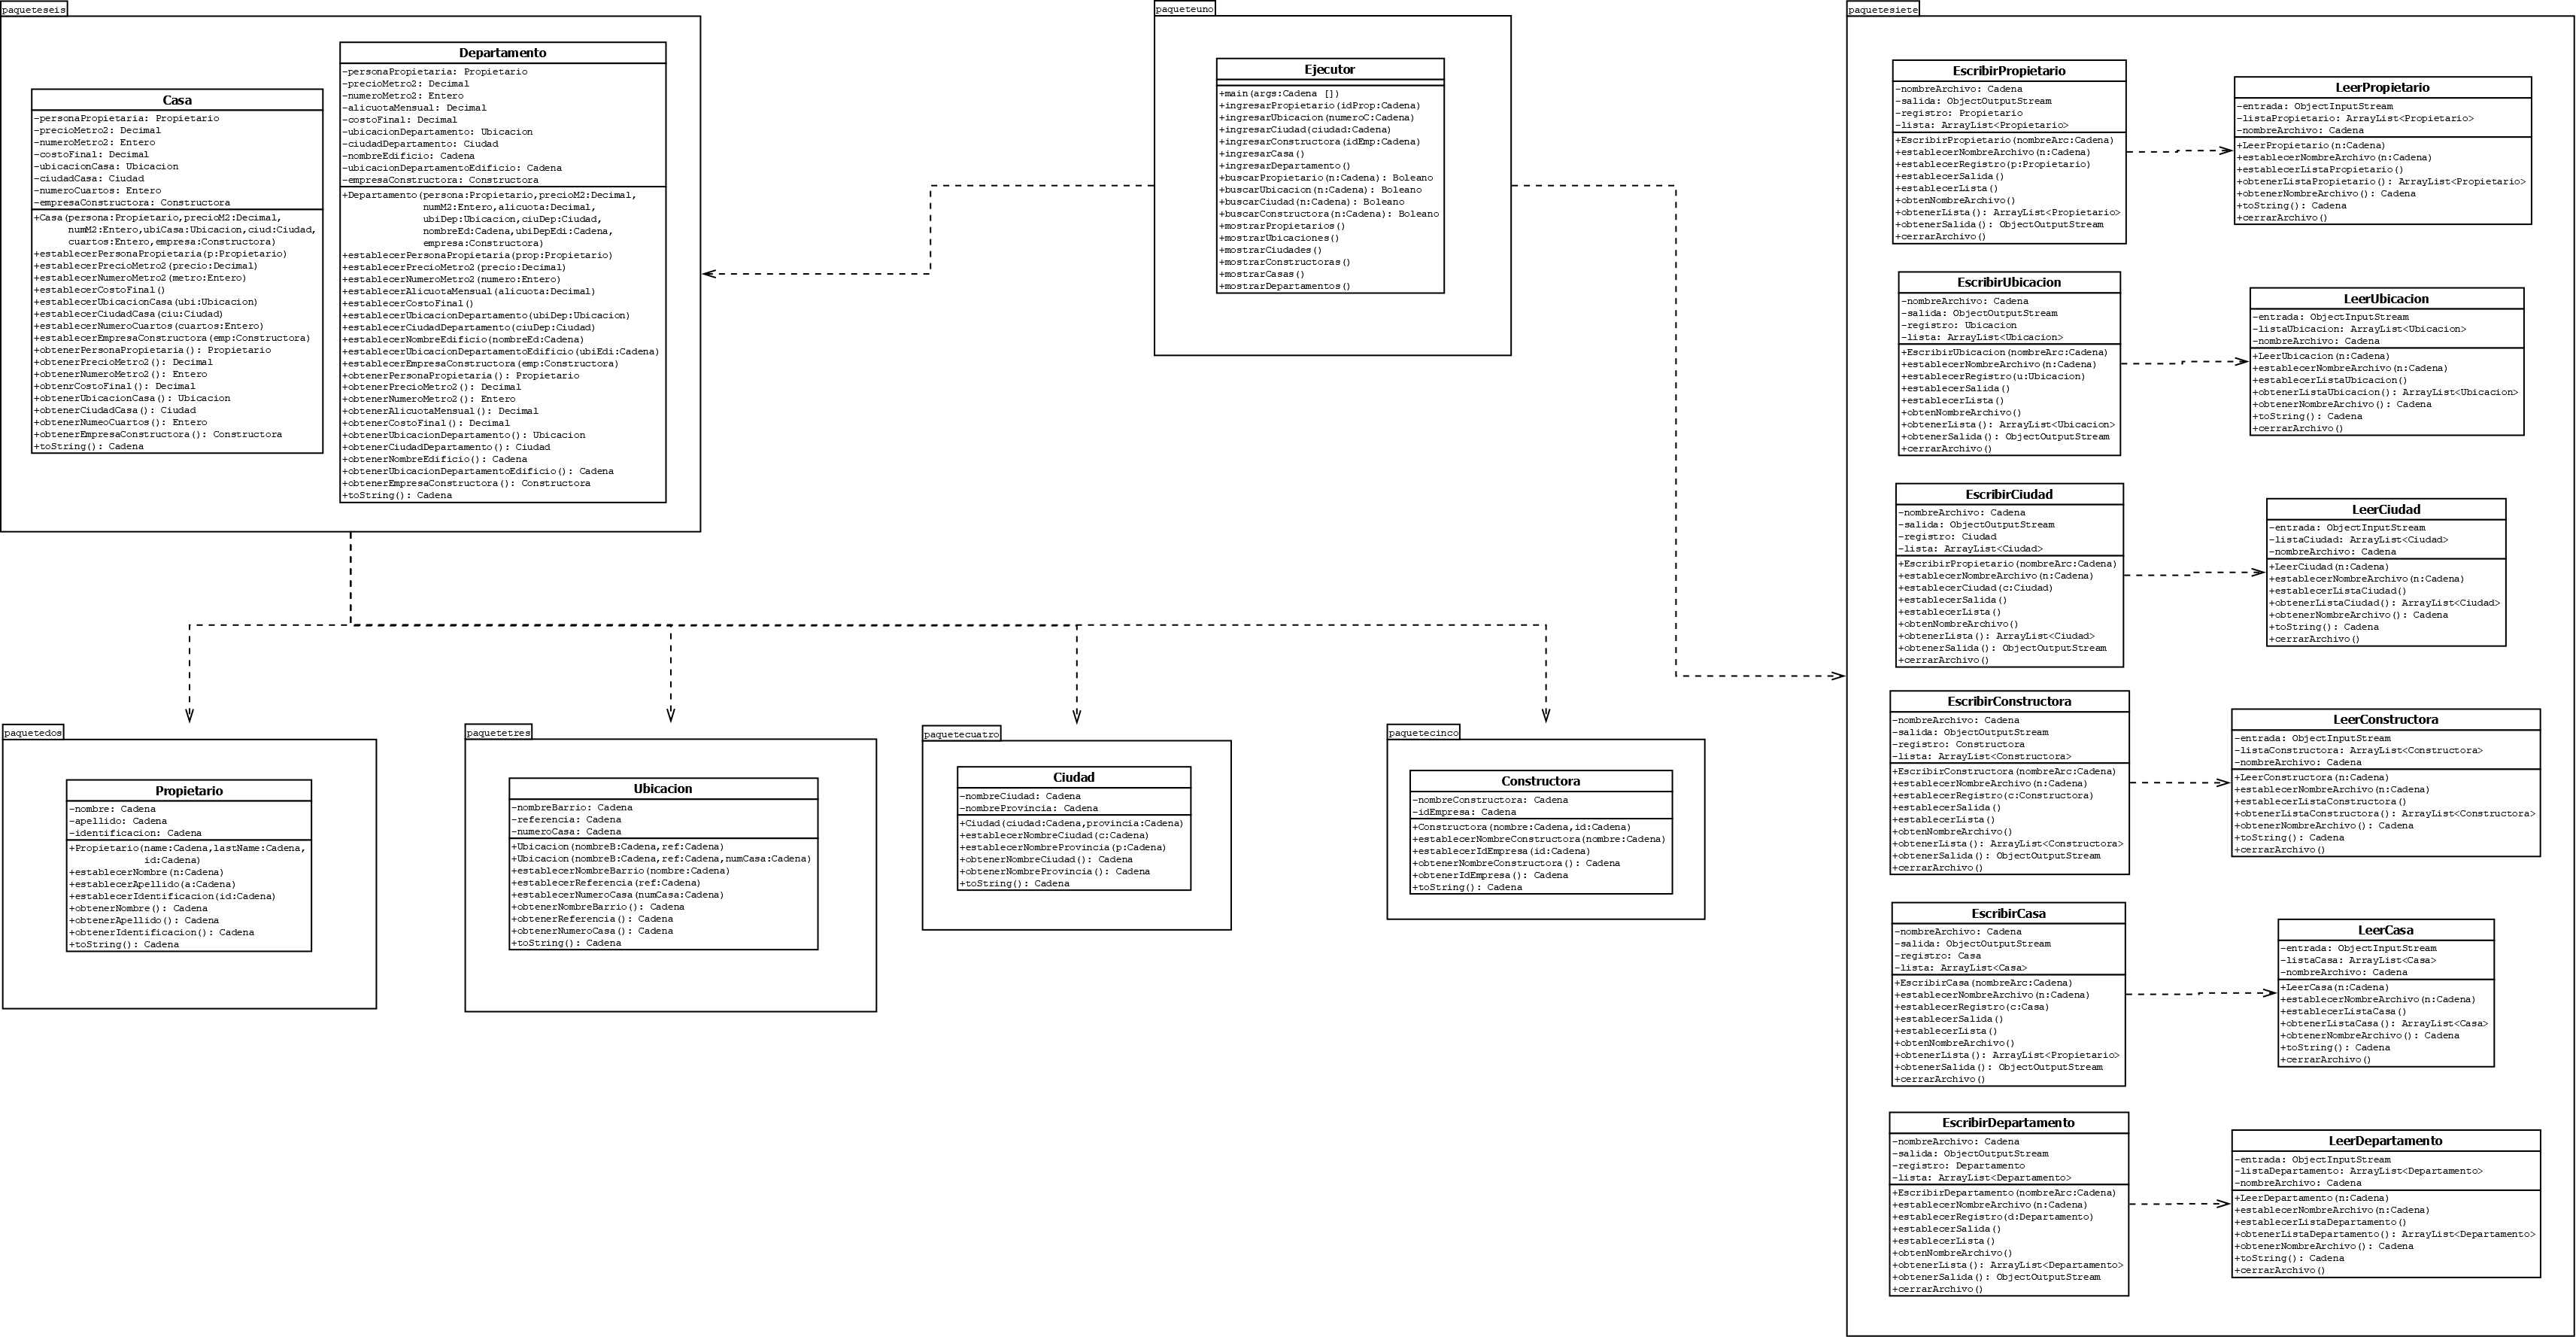 paqueteseis
Casa
-personaPropietaria: Propietario
-precioMetro2: Decimal
-numeroMetro2: Entero
-costoFinal: Decimal
-ubicacionCasa: Ubicacion
-ciudadCasa: Ciudad
-numeroCuartos: Entero
-empresaConstructora: Constructora
+Casa(persona:Propietario,precioM2:Decimal,
numM2:Entero,ubiCasa:Ubicacion,ciud:Ciudad,
cuartos:Entero,empresa:Constructora)
+establecerPersonaPropietaria(p:Propietario)
+establecerPrecioMetro2(precio:Decimal)
+establecerNumeroMetro2(metro:Entero)
+establecerCostoFinal()
+establecerUbicacionCasa(ubi:Ubicacion)
+establecerCiudadCasa(ciu:Ciudad)
+establecerNumeroCuartos(cuartos:Entero)
+establecerEmpresaConstructora(emp:Constructora)
+obtenerPersonaPropietaria(): Propietario
+obtenerPrecioMetro2(): Decimal
+obtenerNumeroMetro2(): Entero
+obtenrCostoFinal(): Decimal
+obtenerUbicacionCasa(): Ubicacion
+obtenerCiudadCasa(): Ciudad
+obtenerNumeoCuartos(): Entero
+obtenerEmpresaConstructora(): Constructora
+toString(): Cadena
Departamento
-personaPropietaria: Propietario
-precioMetro2: Decimal
-numeroMetro2: Entero
-alicuotaMensual: Decimal
-costoFinal: Decimal
-ubicacionDepartamento: Ubicacion
-ciudadDepartamento: Ciudad
-nombreEdificio: Cadena
-ubicacionDepartamentoEdificio: Cadena
-empresaConstructora: Constructora
+Departamento(persona:Propietario,precioM2:Decimal,
numM2:Entero,alicuota:Decimal,
ubiDep:Ubicacion,ciuDep:Ciudad,
nombreEd:Cadena,ubiDepEdi:Cadena,
empresa:Constructora)
+establecerPersonaPropietaria(prop:Propietario)
+establecerPrecioMetro2(precio:Decimal)
+establecerNumeroMetro2(numero:Entero)
+establecerAlicuotaMensual(alicuota:Decimal)
+establecerCostoFinal()
+establecerUbicacionDepartamento(ubiDep:Ubicacion)
+establecerCiudadDepartamento(ciuDep:Ciudad)
+establecerNombreEdificio(nombreEd:Cadena)
+establecerUbicacionDepartamentoEdificio(ubiEdi:Cadena)
+establecerEmpresaConstructora(emp:Constructora)
+obtenerPersonaPropietaria(): Propietario
+obtenerPrecioMetro2(): Decimal
+obtenerNumeroMetro2(): Entero
+obtenerAlicuotaMensual(): Decimal
+obtenerCostoFinal(): Decimal
+obtenerUbicacionDepartamento(): Ubicacion
+obtenerCiudadDepartamento(): Ciudad
+obtenerNombreEdificio(): Cadena
+obtenerUbicacionDepartamentoEdificio(): Cadena
+obtenerEmpresaConstructora(): Constructora
+toString(): Cadena
paqueteuno
Ejecutor
+main(args:Cadena [])
+ingresarPropietario(idProp:Cadena)
+ingresarUbicacion(numeroC:Cadena)
+ingresarCiudad(ciudad:Cadena)
+ingresarConstructora(idEmp:Cadena)
+ingresarCasa()
+ingresarDepartamento()
+buscarPropietario(n:Cadena): Boleano
+buscarUbicacion(n:Cadena): Boleano
+buscarCiudad(n:Cadena): Boleano
+buscarConstructora(n:Cadena): Boleano
+mostrarPropietarios()
+mostrarUbicaciones()
+mostrarCiudades()
+mostrarConstructoras()
+mostrarCasas()
+mostrarDepartamentos()
paquetedos
Propietario
-nombre: Cadena
-apellido: Cadena
-identificacion: Cadena
+Propietario(name:Cadena,lastName:Cadena,
id:Cadena)
+establecerNombre(n:Cadena)
+establecerApellido(a:Cadena)
+establecerIdentificacion(id:Cadena)
+obtenerNombre(): Cadena
+obtenerApellido(): Cadena
+obtenerIdentificacion(): Cadena
+toString(): Cadena
paquetetres
Ubicacion
-nombreBarrio: Cadena
-referencia: Cadena
-numeroCasa: Cadena
+Ubicacion(nombreB:Cadena,ref:Cadena)
+Ubicacion(nombreB:Cadena,ref:Cadena,numCasa:Cadena)
+establecerNombreBarrio(nombre:Cadena)
+establecerReferencia(ref:Cadena)
+establecerNumeroCasa(numCasa:Cadena)
+obtenerNombreBarrio(): Cadena
+obtenerReferencia(): Cadena
+obtenerNumeroCasa(): Cadena
+toString(): Cadena
paquetecuatro
Ciudad
-nombreCiudad: Cadena
-nombreProvincia: Cadena
+Ciudad(ciudad:Cadena,provincia:Cadena)
+establecerNombreCiudad(c:Cadena)
+establecerNombreProvincia(p:Cadena)
+obtenerNombreCiudad(): Cadena
+obtenerNombreProvincia(): Cadena
+toString(): Cadena
paquetecinco
Constructora
-nombreConstructora: Cadena
-idEmpresa: Cadena
+Constructora(nombre:Cadena,id:Cadena)
+establecerNombreConstructora(nombre:Cadena)
+establecerIdEmpresa(id:Cadena)
+obtenerNombreConstructora(): Cadena
+obtenerIdEmpresa(): Cadena
+toString(): Cadena
paquetesiete
EscribirPropietario
-nombreArchivo: Cadena
-salida: ObjectOutputStream
-registro: Propietario
-lista: ArrayList<Propietario>
+EscribirPropietario(nombreArc:Cadena)
+establecerNombreArchivo(n:Cadena)
+establecerRegistro(p:Propietario)
+establecerSalida()
+establecerLista()
+obtenNombreArchivo()
+obtenerLista(): ArrayList<Propietario>
+obtenerSalida(): ObjectOutputStream
+cerrarArchivo()
LeerPropietario
-entrada: ObjectInputStream
-listaPropietario: ArrayList<Propietario>
-nombreArchivo: Cadena
+LeerPropietario(n:Cadena)
+establecerNombreArchivo(n:Cadena)
+establecerListaPropietario()
+obtenerListaPropietario(): ArrayList<Propietario>
+obtenerNombreArchivo(): Cadena
+toString(): Cadena
+cerrarArchivo()
EscribirUbicacion
-nombreArchivo: Cadena
-salida: ObjectOutputStream
-registro: Ubicacion
-lista: ArrayList<Ubicacion>
+EscribirUbicacion(nombreArc:Cadena)
+establecerNombreArchivo(n:Cadena)
+establecerRegistro(u:Ubicacion)
+establecerSalida()
+establecerLista()
+obtenNombreArchivo()
+obtenerLista(): ArrayList<Ubicacion>
+obtenerSalida(): ObjectOutputStream
+cerrarArchivo()
LeerUbicacion
-entrada: ObjectInputStream
-listaUbicacion: ArrayList<Ubicacion>
-nombreArchivo: Cadena
+LeerUbicacion(n:Cadena)
+establecerNombreArchivo(n:Cadena)
+establecerListaUbicacion()
+obtenerListaUbicacion(): ArrayList<Ubicacion>
+obtenerNombreArchivo(): Cadena
+toString(): Cadena
+cerrarArchivo()
EscribirCiudad
-nombreArchivo: Cadena
-salida: ObjectOutputStream
-registro: Ciudad
-lista: ArrayList<Ciudad>
+EscribirPropietario(nombreArc:Cadena)
+establecerNombreArchivo(n:Cadena)
+establecerCiudad(c:Ciudad)
+establecerSalida()
+establecerLista()
+obtenNombreArchivo()
+obtenerLista(): ArrayList<Ciudad>
+obtenerSalida(): ObjectOutputStream
+cerrarArchivo()
LeerCiudad
-entrada: ObjectInputStream
-listaCiudad: ArrayList<Ciudad>
-nombreArchivo: Cadena
+LeerCiudad(n:Cadena)
+establecerNombreArchivo(n:Cadena)
+establecerListaCiudad()
+obtenerListaCiudad(): ArrayList<Ciudad>
+obtenerNombreArchivo(): Cadena
+toString(): Cadena
+cerrarArchivo()
EscribirConstructora
-nombreArchivo: Cadena
-salida: ObjectOutputStream
-registro: Constructora
-lista: ArrayList<Constructora>
+EscribirConstructora(nombreArc:Cadena)
+establecerNombreArchivo(n:Cadena)
+establecerRegistro(c:Constructora)
+establecerSalida()
+establecerLista()
+obtenNombreArchivo()
+obtenerLista(): ArrayList<Constructora>
+obtenerSalida(): ObjectOutputStream
+cerrarArchivo()
LeerConstructora
-entrada: ObjectInputStream
-listaConstructora: ArrayList<Constructora>
-nombreArchivo: Cadena
+LeerConstructora(n:Cadena)
+establecerNombreArchivo(n:Cadena)
+establecerListaConstructora()
+obtenerListaConstructora(): ArrayList<Constructora>
+obtenerNombreArchivo(): Cadena
+toString(): Cadena
+cerrarArchivo()
EscribirCasa
-nombreArchivo: Cadena
-salida: ObjectOutputStream
-registro: Casa
-lista: ArrayList<Casa>
+EscribirCasa(nombreArc:Cadena)
+establecerNombreArchivo(n:Cadena)
+establecerRegistro(c:Casa)
+establecerSalida()
+establecerLista()
+obtenNombreArchivo()
+obtenerLista(): ArrayList<Propietario>
+obtenerSalida(): ObjectOutputStream
+cerrarArchivo()
LeerCasa
-entrada: ObjectInputStream
-listaCasa: ArrayList<Casa>
-nombreArchivo: Cadena
+LeerCasa(n:Cadena)
+establecerNombreArchivo(n:Cadena)
+establecerListaCasa()
+obtenerListaCasa(): ArrayList<Casa>
+obtenerNombreArchivo(): Cadena
+toString(): Cadena
+cerrarArchivo()
EscribirDepartamento
-nombreArchivo: Cadena
-salida: ObjectOutputStream
-registro: Departamento
-lista: ArrayList<Departamento>
+EscribirDepartamento(nombreArc:Cadena)
+establecerNombreArchivo(n:Cadena)
+establecerRegistro(d:Departamento)
+establecerSalida()
+establecerLista()
+obtenNombreArchivo()
+obtenerLista(): ArrayList<Departamento>
+obtenerSalida(): ObjectOutputStream
+cerrarArchivo()
LeerDepartamento
-entrada: ObjectInputStream
-listaDepartamento: ArrayList<Departamento>
-nombreArchivo: Cadena
+LeerDepartamento(n:Cadena)
+establecerNombreArchivo(n:Cadena)
+establecerListaDepartamento()
+obtenerListaDepartamento(): ArrayList<Departamento>
+obtenerNombreArchivo(): Cadena
+toString(): Cadena
+cerrarArchivo()